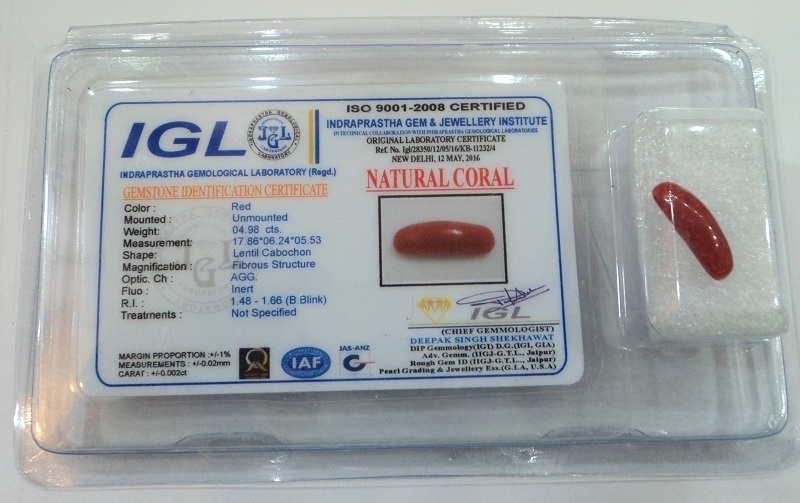 ISO 9001-2008 CERTIFIED
IGL
INDRAPRASTHA GEM & JEWELLERY INSTITUTE
IN TECHNICAL COLLABORATION WITH INDRAPRASTHA GEMOLOGICAL LABORATORIES
ORIGINAL LABORATORY CERTIFICATE
Ref. No. Igl/28350/12/05/16/KB-11232/4
NEW DELHI, 12 MAY, 2016
INDRAPRASTHA GEMOLOGICAL LABORATORY (Regd.)
GEMSTONE IDENTIFICATION CERTIFICATE
NATURAL CORAL
Color : Red
Mounted : Unmounted
Weight: 04.98 cts.
Measurement: 17.86*06.24*05.53
Shape: Lentil Cabochon
Magnification : Fibrous Structure
Optic. Ch : AGG.
Fluo : Inert
R.I. : 1.48 - 1.66 (B Blink)
Treatments : Not Specified
IGL
(CHIEF GEMMOLOGIST)
DEEPAK SINGH SHEKHAWAT
DIP Gemmology(IGI) D.G.(IGI, GIA)
Adv. Gemm. (IIGJ-G.T.L., Jaipur)
Rough Gem ID (IIGJ-G.T.L., Jaipur)
Pearl Grading & Jewellery Ess.(G.I.A, U.S.A)
MARGIN PROPORTION :+/-1%
MEASUREMENTS : +/-0.02mm
CARAT : +/-0.002ct
IAF
JAS-ANZ